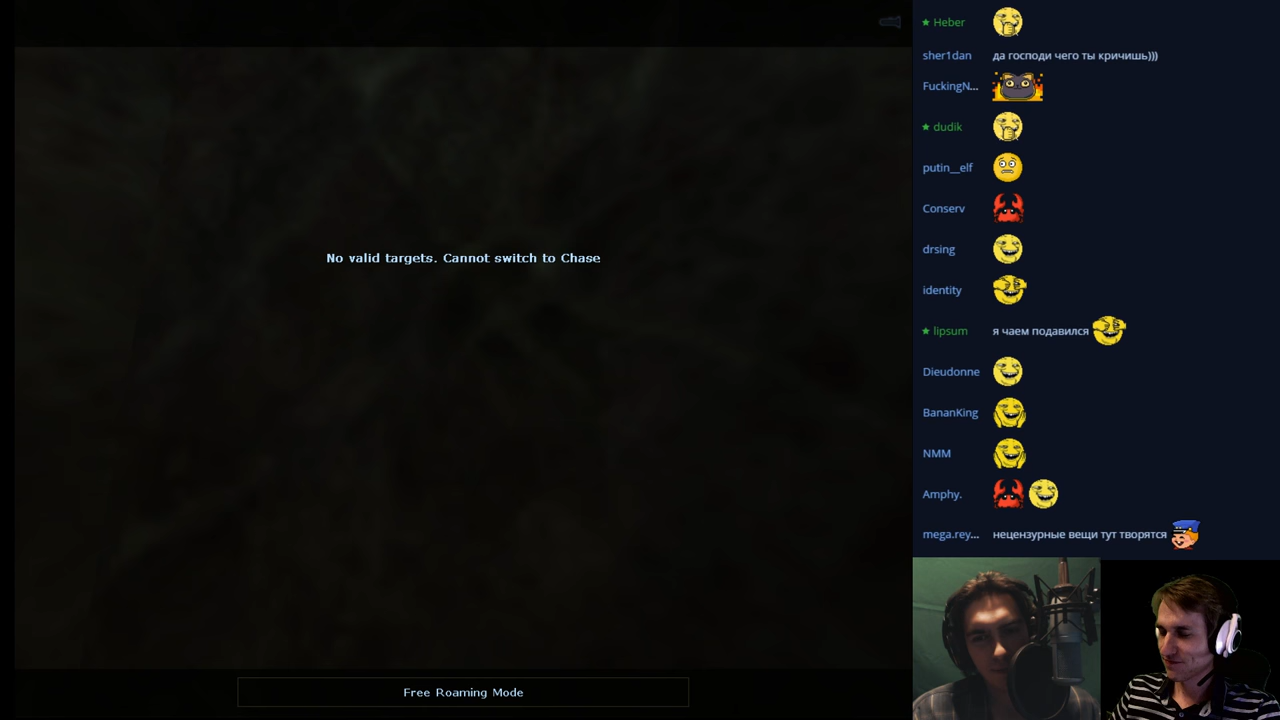 No valid targets. Cannot switch to Chase
Free Roaming Mode
★ Heber
sher1dan да господи чего ты кричишь)))
FuckingN...
★ dudik
putin__elf
Conserv
drsing
identity
★ lipsum я чаем подавился
Dieudonne
BananKing
NMM
Amphy.
mega.rey... нецензурные вещи тут творятся